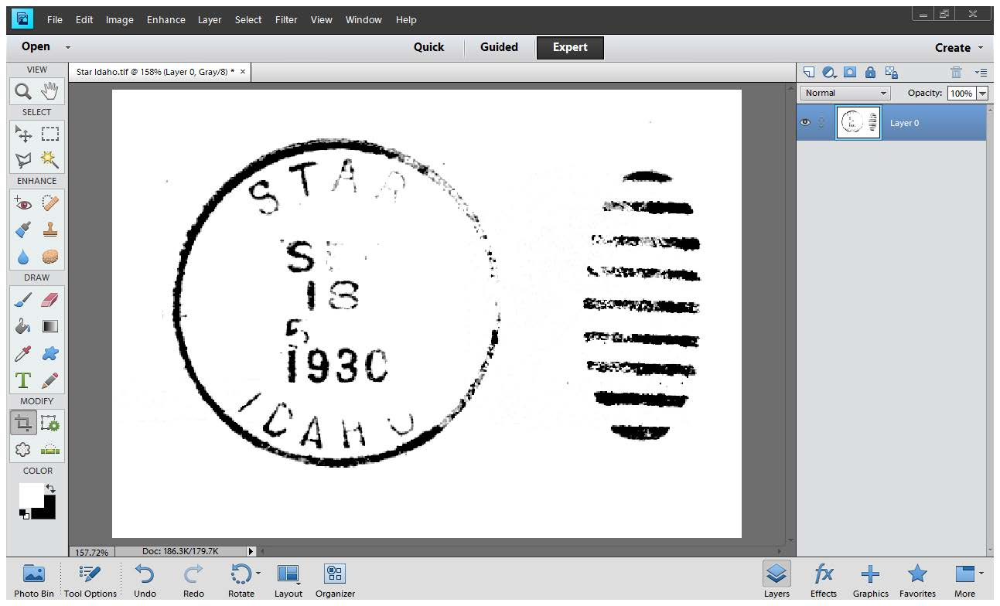 File Edit Image Enhance Layer Select Filter View Window Help
Open Quick Guided Expert Create
VIEW
Star Idaho.tif @ 158% (Layer 0, Gray/8) * ×
SELECT
Normal Opacity: 100%
Layer 0
ENHANCE
DRAW
MODIFY
COLOR
STAR
18
5
193
IDAHO
157.72% Doc: 186.3K/179.7K
Photo Bin Tool Options Undo Redo Rotate Layout Organizer Layers Effects Graphics Favorites More